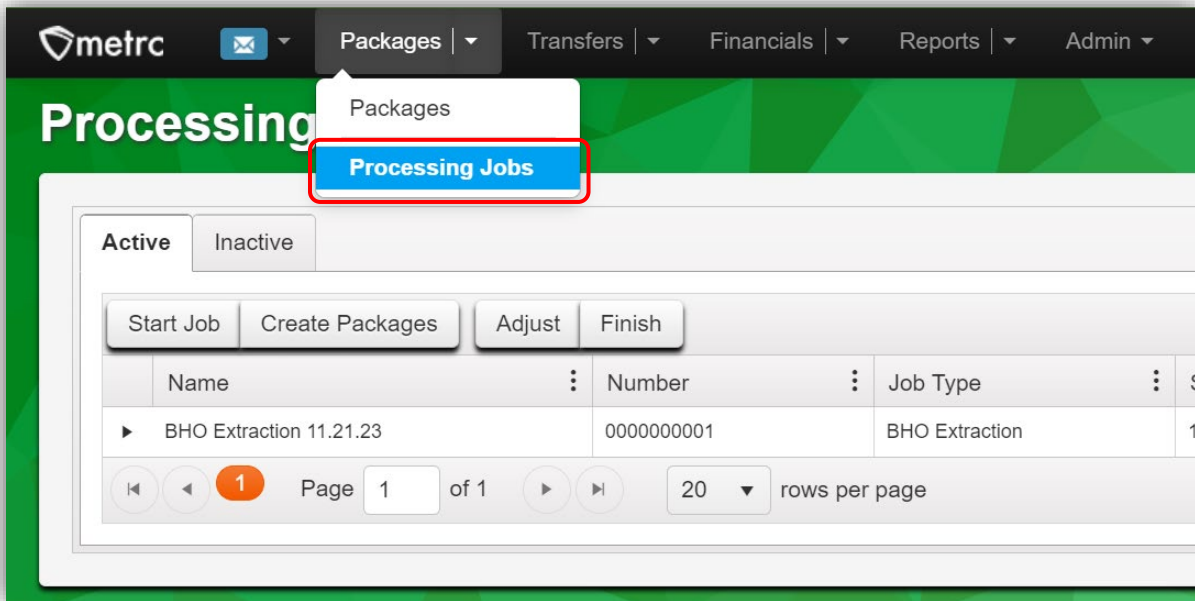 metrc Packages Transfers Financials Reports Admin
Packages
Processing
Processing Jobs
Active Inactive
Start Job Create Packages Adjust Finish
Name Number Job Type
BHO Extraction 11.21.23 0000000001 BHO Extraction
1 Page 1 of 1 20 rows per page